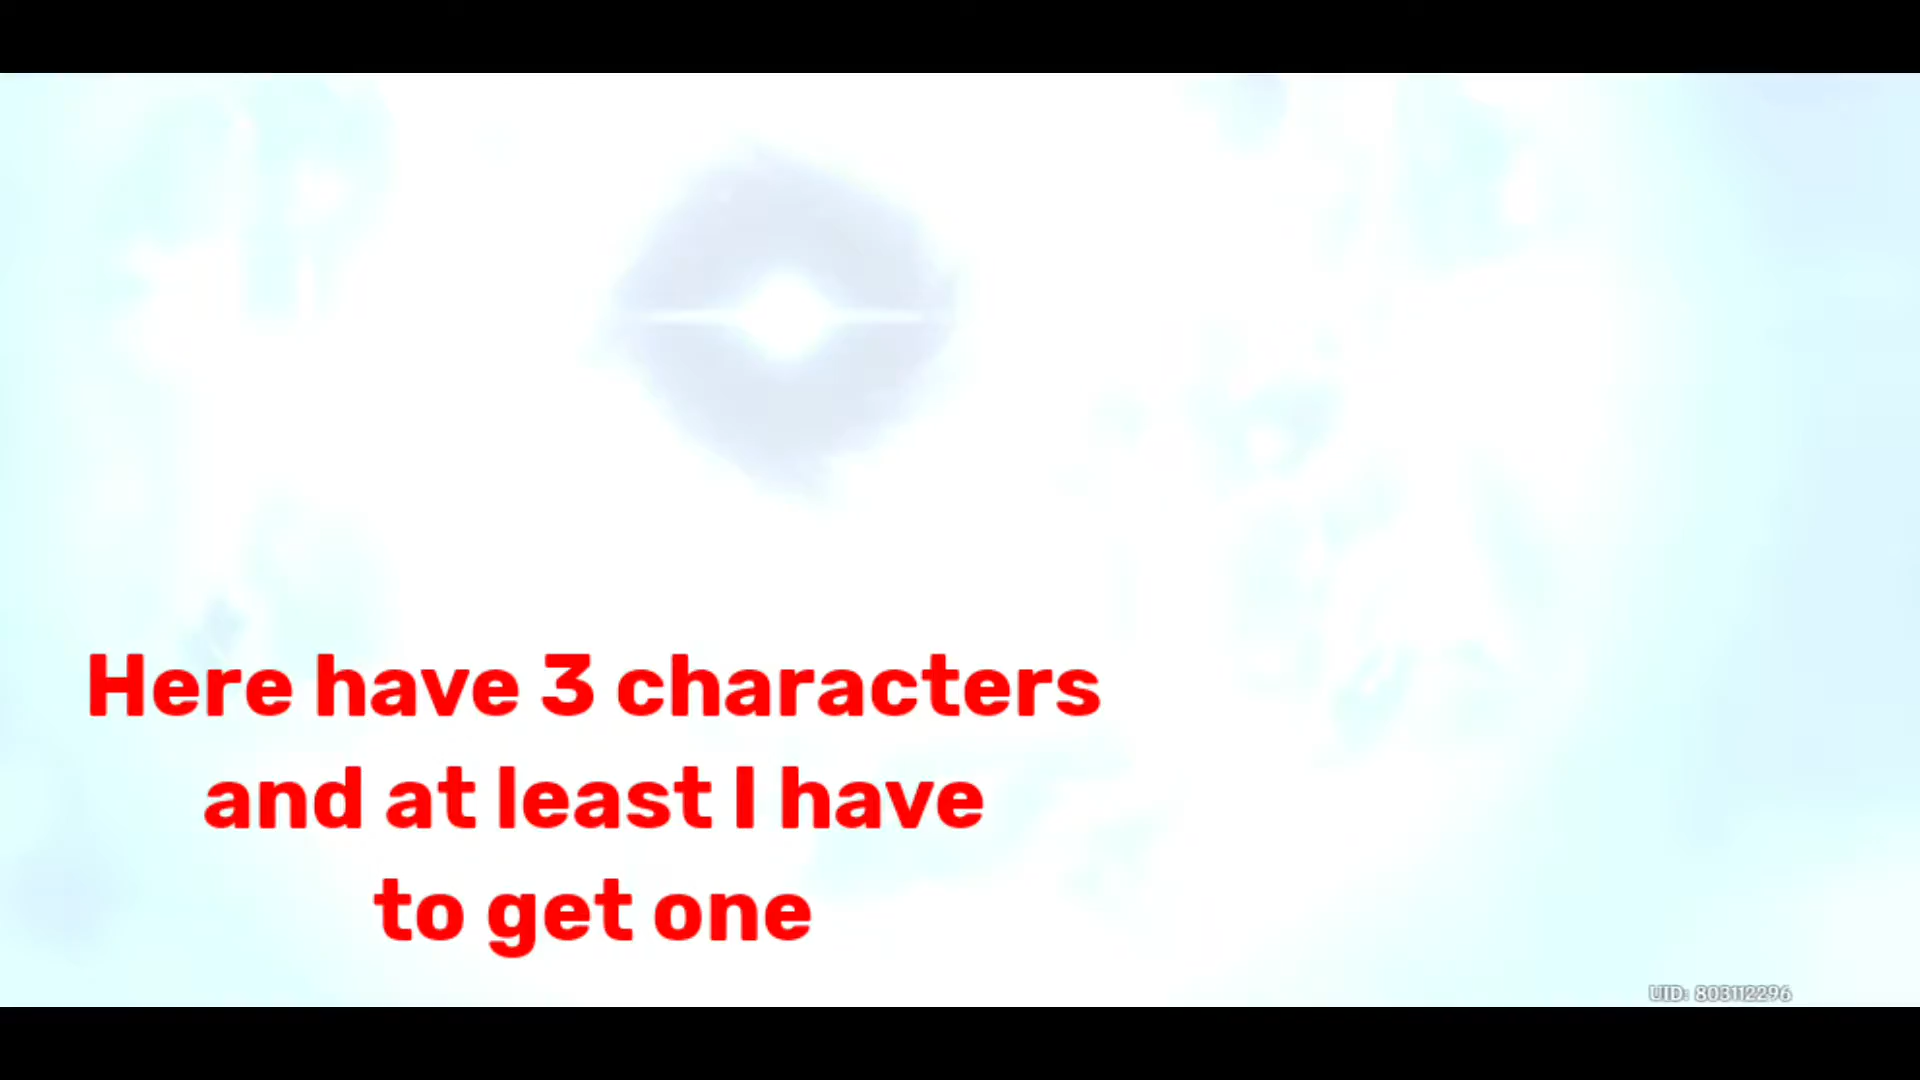 Here have 3 characters
and at least I have
to get one
UID: 803112296